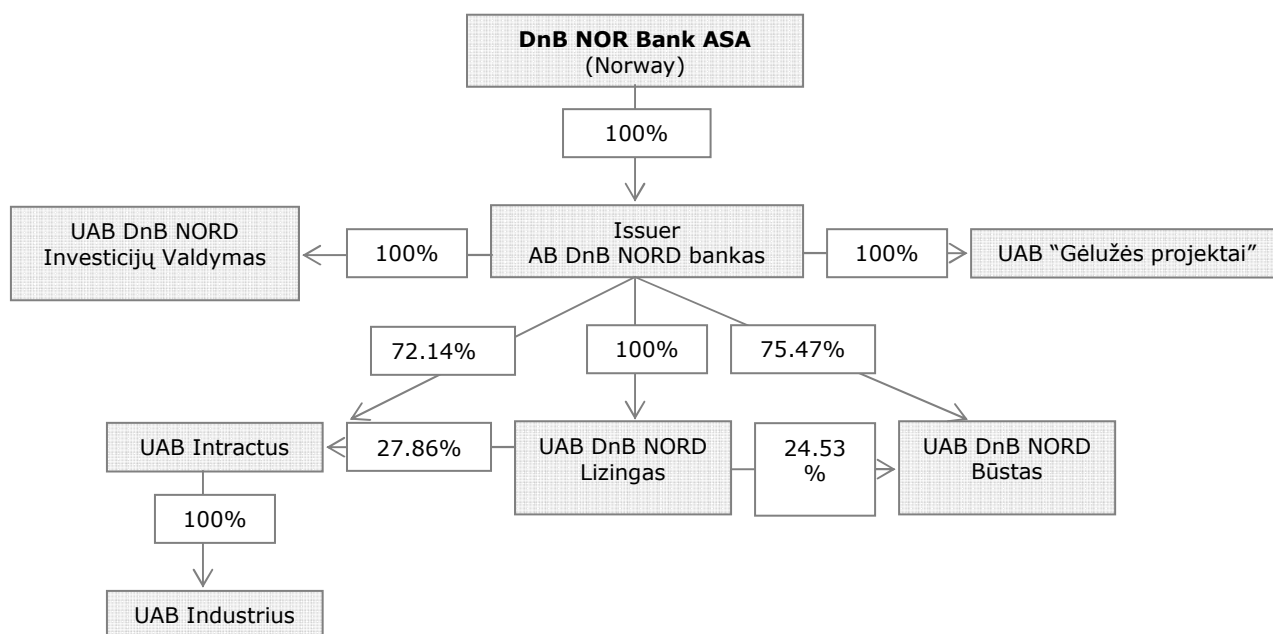 DnB NOR Bank ASA
(Norway)
100%
UAB DnB NORD
Investicijų Valdymas
100%
Issuer
AB DnB NORD bankas
100%
UAB “Gėlužės projektai”
72.14%
100%
75.47%
UAB Intractus
27.86%
UAB DnB NORD
Lizingas
24.53
%
UAB DnB NORD
Būstas
100%
UAB Industrius